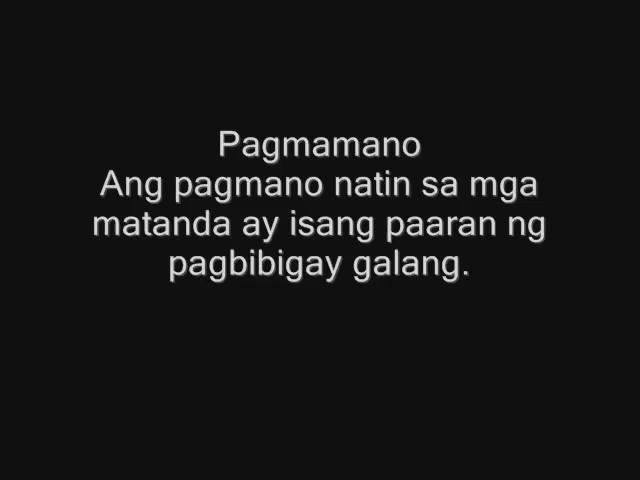 Pagmamano
Ang pagmano natin sa mga
matanda ay isang paaran ng
pagbibigay galang.